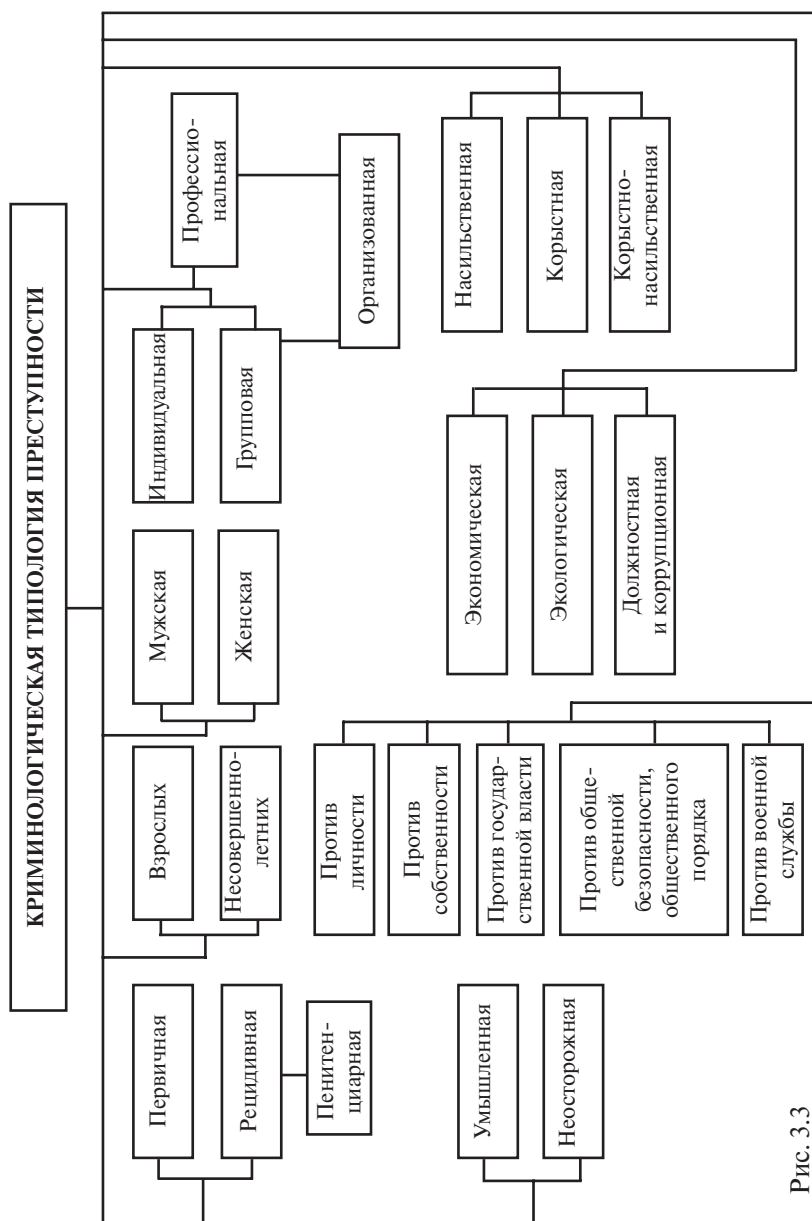 КРИМИНОЛОГИЧЕСКАЯ ТИПОЛОГИЯ ПРЕСТУПНОСТИ
Первичная
Рецидивная
Пенитен-
циарная
Взрослых
Несовершенно-
летних
Мужская
Женская
Индивидуальная
Групповая
Профессио-
нальная
Организованная
Умышленная
Неосторожная
Против
личности
Против
собственности
Против государ-
ственной власти
Против обще-
ственной
безопасности,
общественного
порядка
Против военной
службы
Экономическая
Экологическая
Должностная
и коррупционная
Насильственная
Корыстная
Корыстно-
насильственная
Рис. 3.3